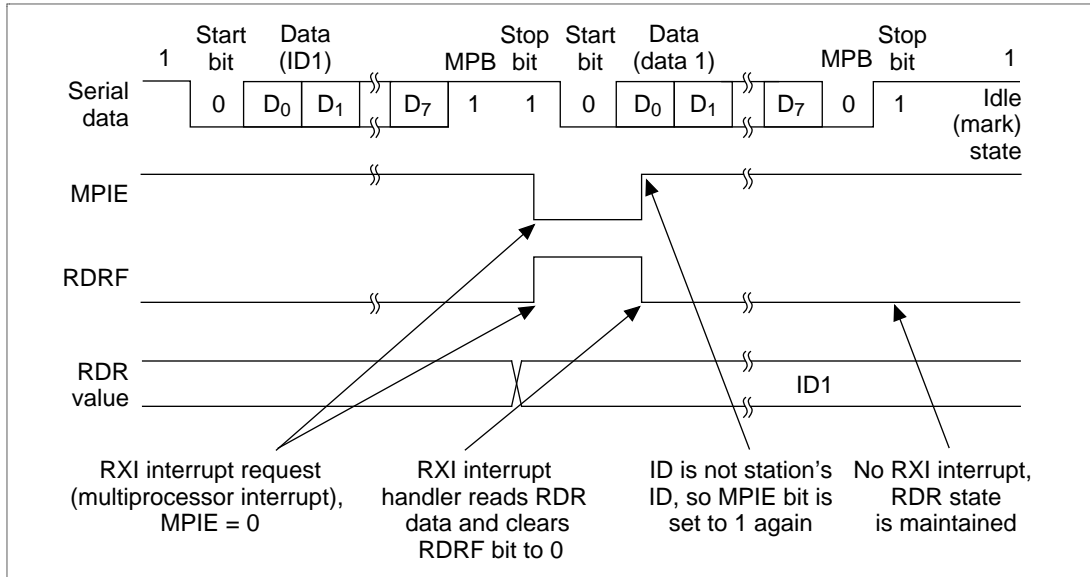 1
Start bit
Data (ID1)
MPB
Stop bit
Start bit
Data (data 1)
MPB
Stop bit
1
Serial data
0
D0
D1
D7
1
1
0
D0
D1
D7
0
1
Idle (mark) state
MPIE
RDRF
RDR value
ID1
RXI interrupt request
(multiprocessor interrupt),
MPIE = 0
RXI interrupt
handler reads RDR
data and clears
RDRF bit to 0
ID is not station's
ID, so MPIE bit is
set to 1 again
No RXI interrupt,
RDR state
is maintained